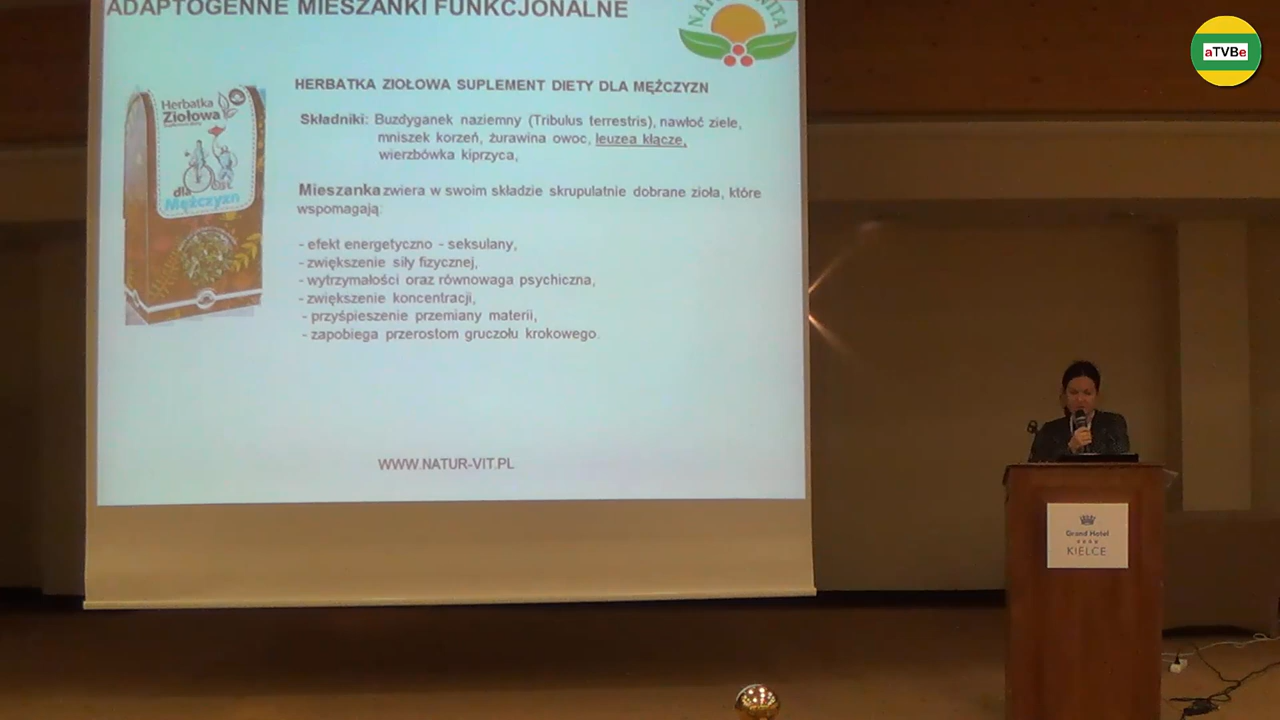 ADAPTOGENNE MIESZANKI FUNKCJONALNE
aTVBe
HERBATKA ZIOŁOWA SUPLEMENT DIETY DLA MĘŻCZYZN
Herbatka
Ziołowa
dla
Mężczyzn
Składniki: Buzdyganek naziemny (Tribulus terrestris), nawłoć ziele,
mniszek korzeń, żurawina owoc, leuzea kłącze,
wierzbówka kiprzyca,
Mieszanka zwiera w swoim składzie skrupulatnie dobrane zioła, które
wspomagają:
- efekt energetyczno - seksulany,
- zwiększenie siły fizycznej,
- wytrzymałości oraz równowaga psychiczna,
- zwiększenie koncentracji,
- przyśpieszenie przemiany materii,
- zapobiega przerostom gruczołu krokowego.
WWW.NATUR-VIT.PL
Grand Hotel
KIELCE